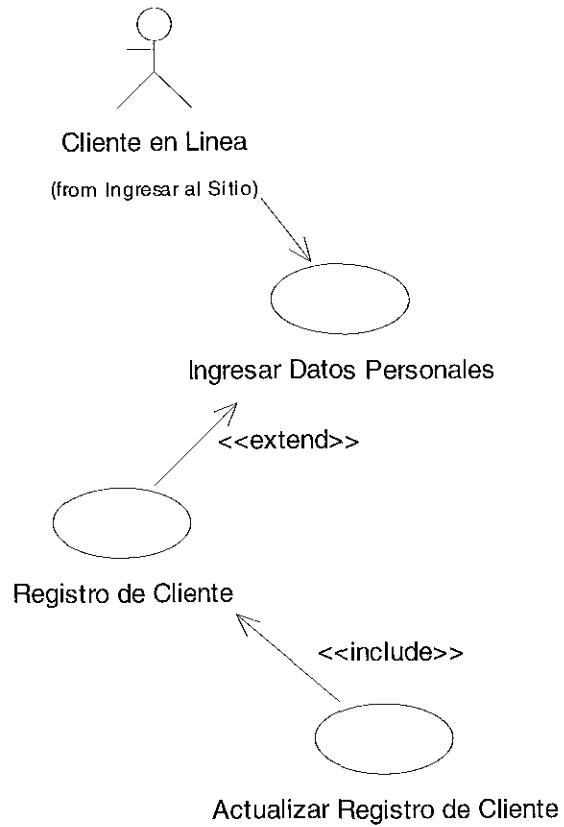 Cliente en Linea
(from Ingresar al Sitio)
Ingresar Datos Personales
<<extend>>
Registro de Cliente
<<include>>
Actualizar Registro de Cliente